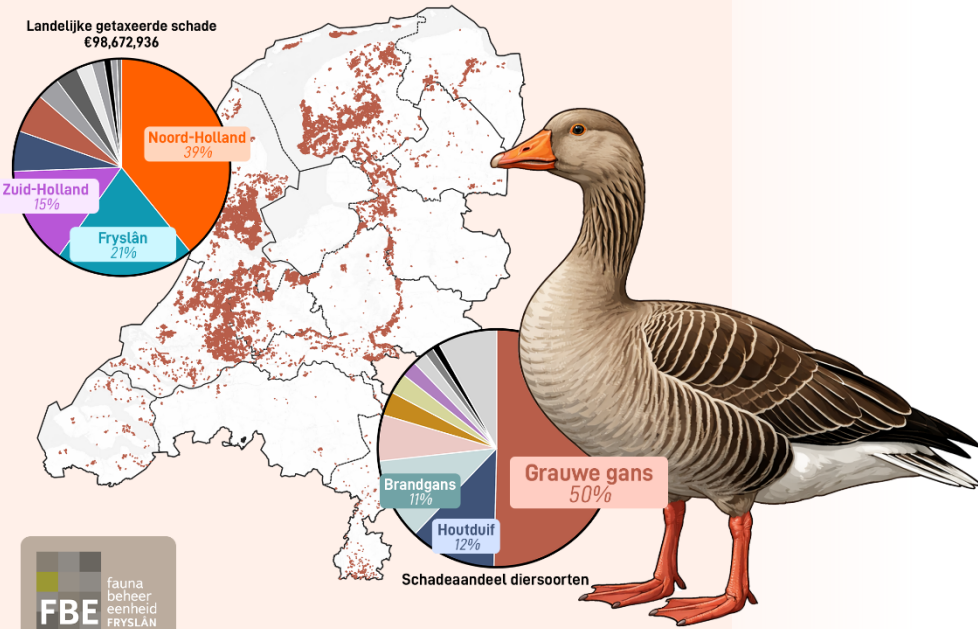 Landelijke getaxeerde schade
€98,672,936
Noord-Holland
39%
Zuid-Holland
15%
Fryslân
21%
Grauwe gans
50%
Brandgans
11%
Houtduif
12%
Schadeaandeel diersoorten
FBE
fauna
beheer
eenheid
FRYSLÂN